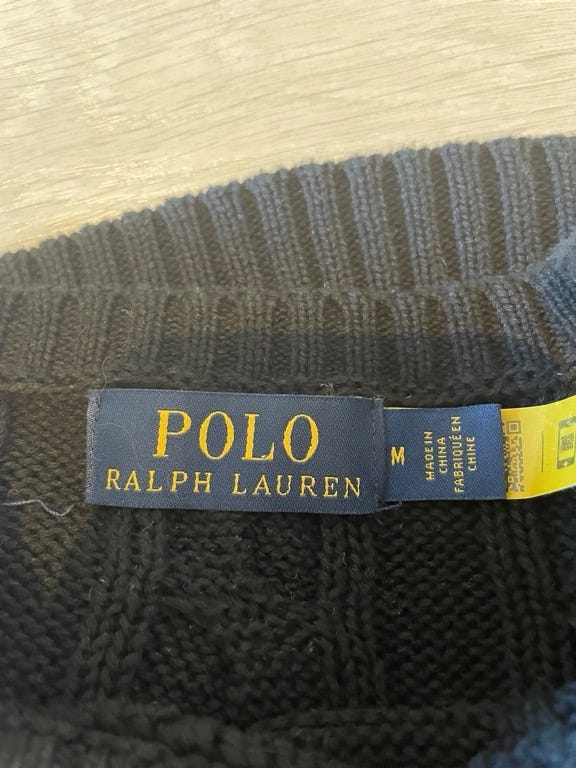 POLO
RALPH LAUREN
M
MADE IN
CHINA
FABRIQUÉ EN
CHINE